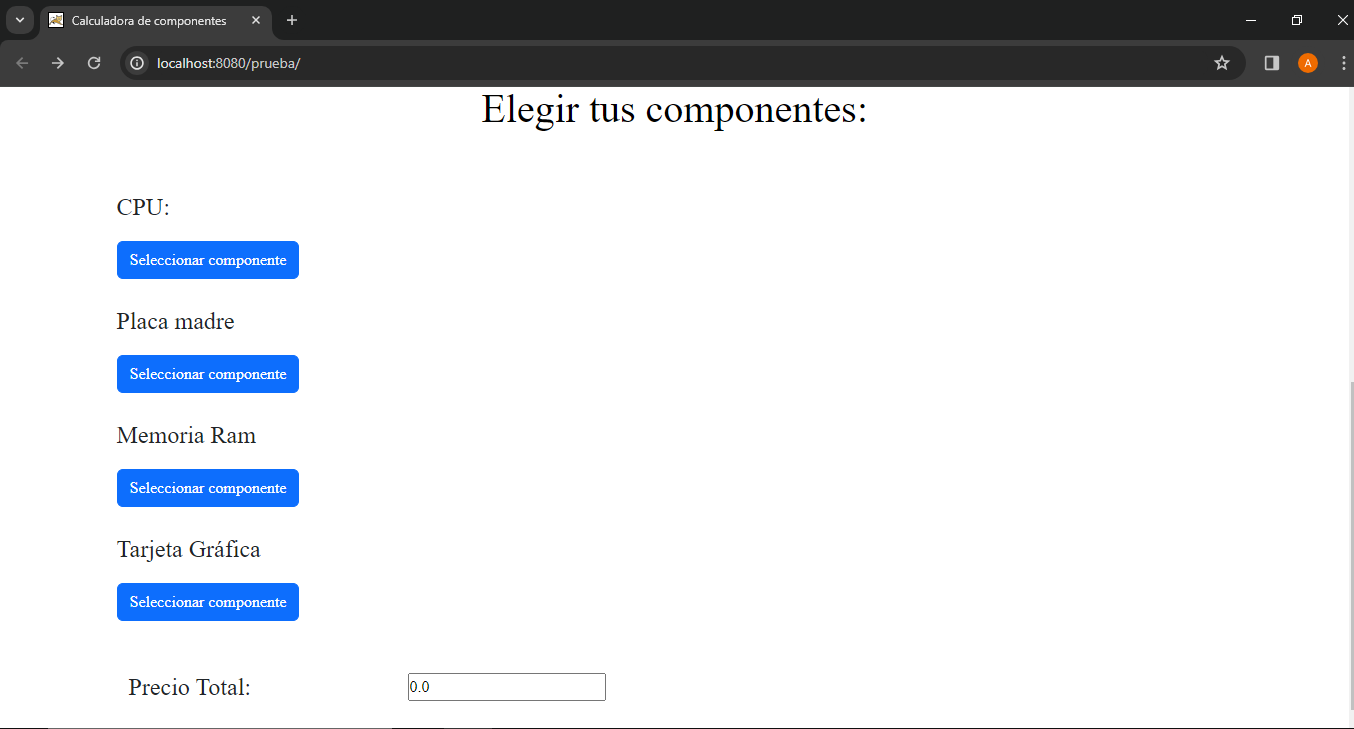 Calculadora de componentes
localhost:8080/prueba/
A
Elegir tus componentes:
CPU:
Seleccionar componente
Placa madre
Seleccionar componente
Memoria Ram
Seleccionar componente
Tarjeta Gráfica
Seleccionar componente
Precio Total: 0.0